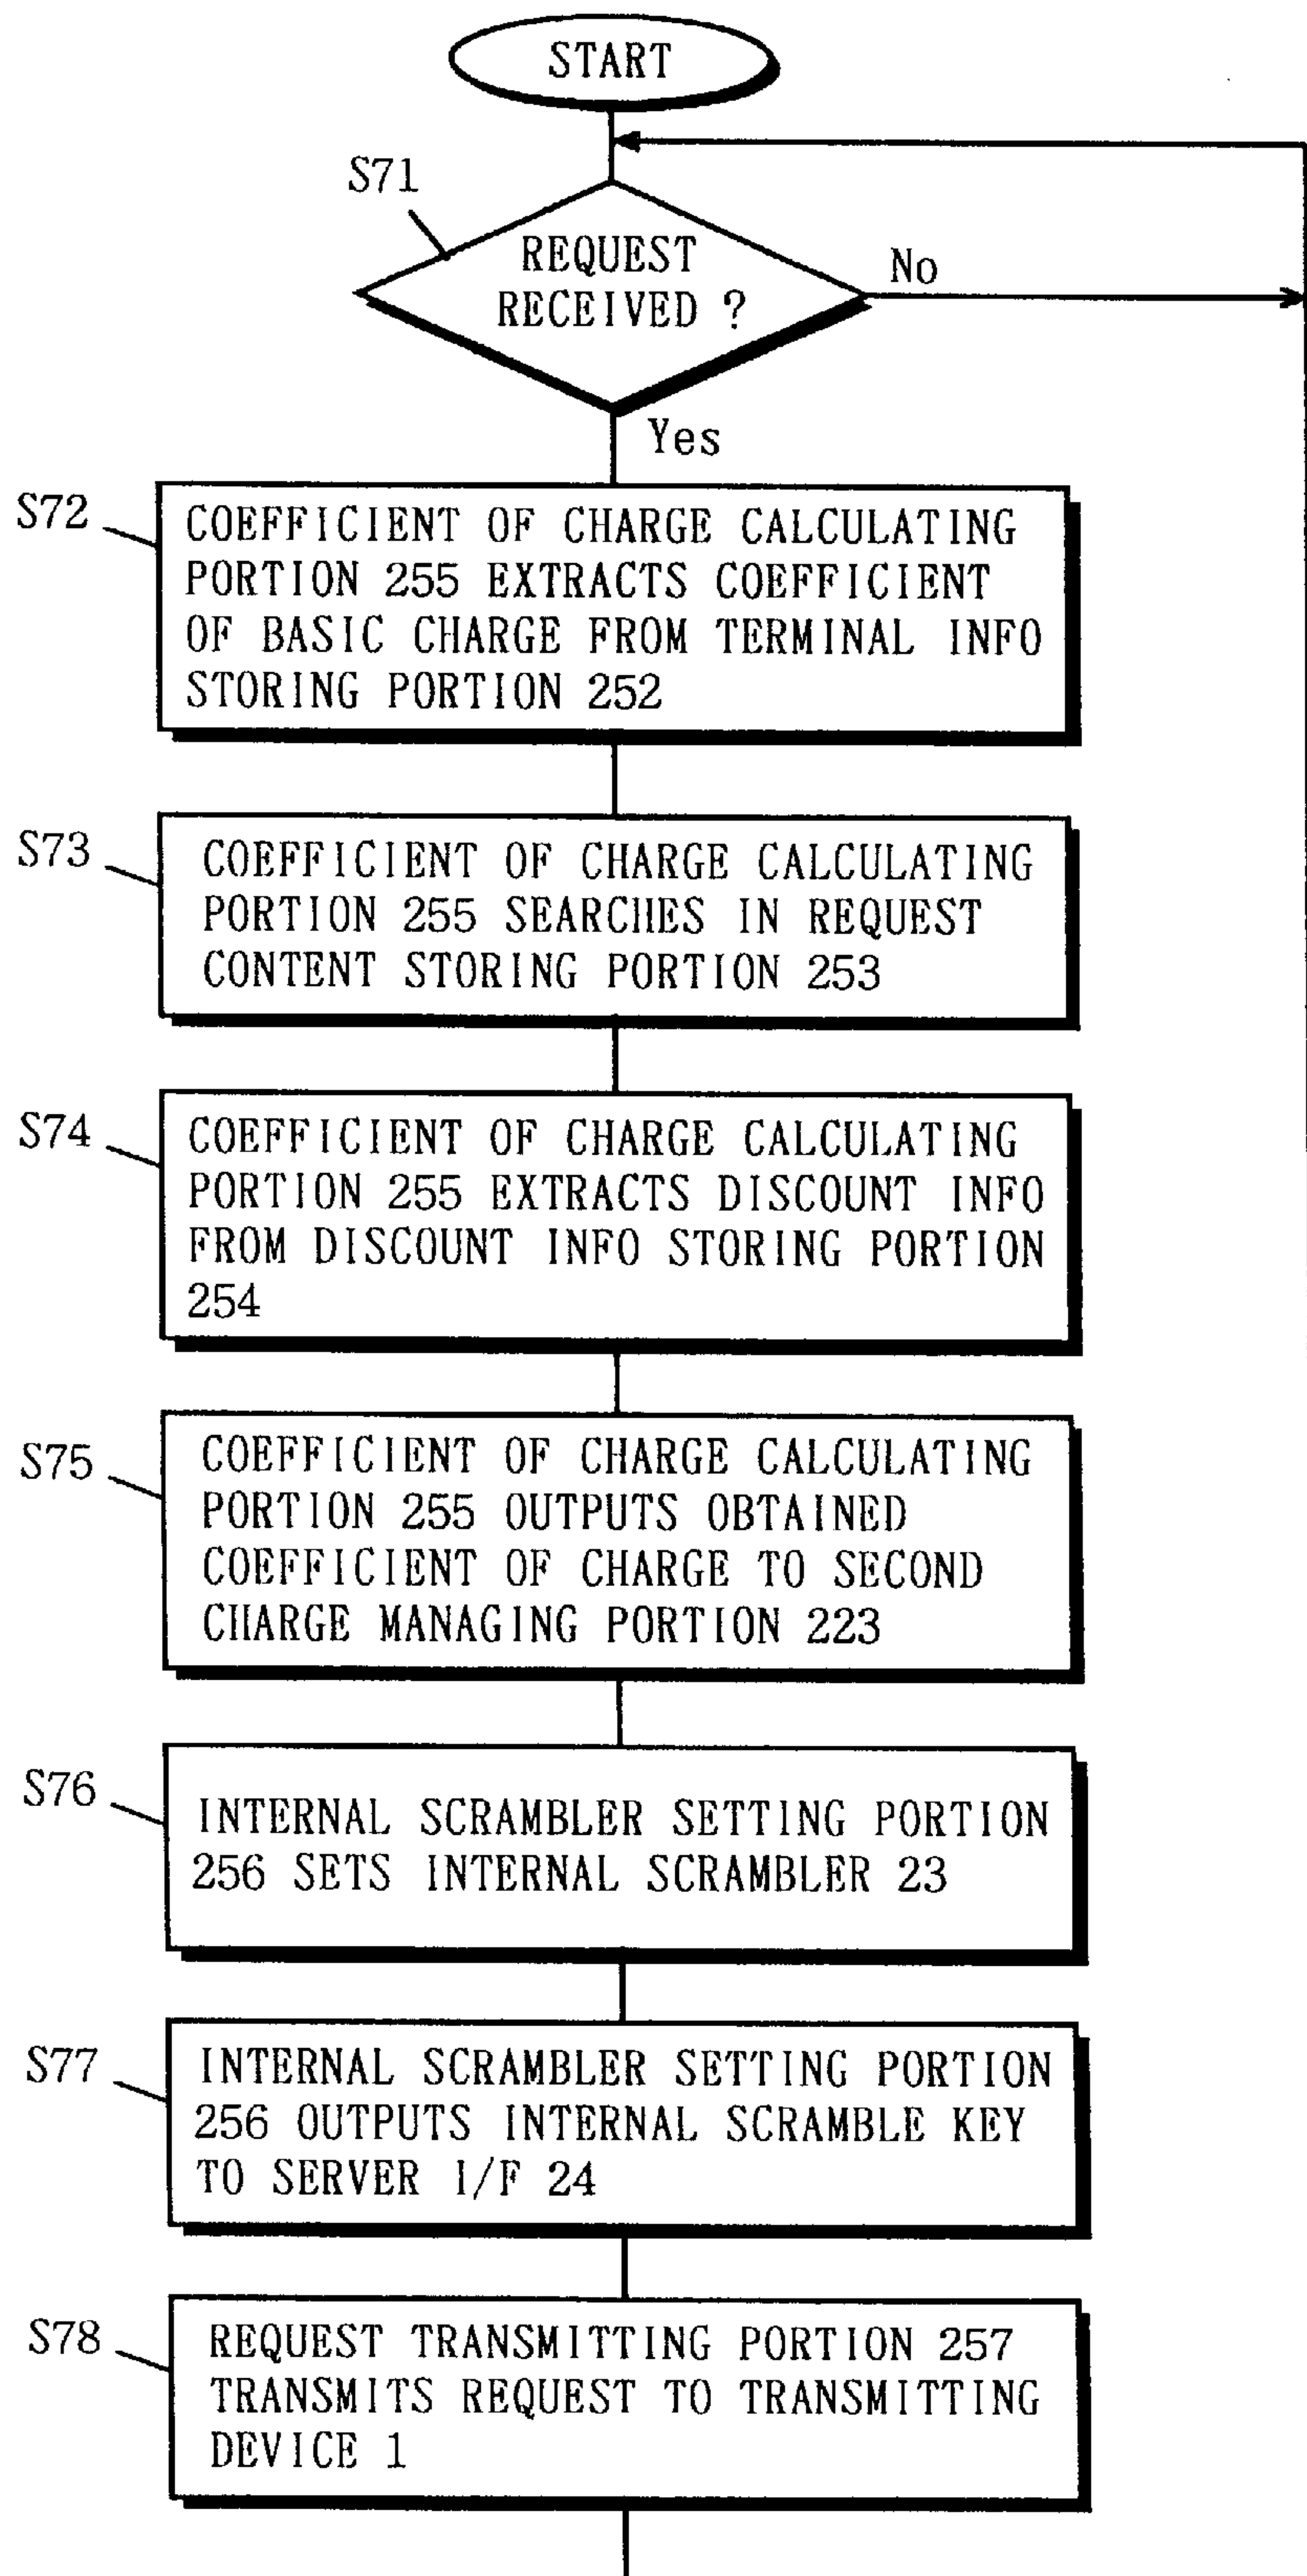 START
S71
REQUEST
RECEIVED ?
No
Yes
S72
COEFFICIENT OF CHARGE CALCULATING
PORTION 255 EXTRACTS COEFFICIENT
OF BASIC CHARGE FROM TERMINAL INFO
STORING PORTION 252
S73
COEFFICIENT OF CHARGE CALCULATING
PORTION 255 SEARCHES IN REQUEST
CONTENT STORING PORTION 253
S74
COEFFICIENT OF CHARGE CALCULATING
PORTION 255 EXTRACTS DISCOUNT INFO
FROM DISCOUNT INFO STORING PORTION
254
S75
COEFFICIENT OF CHARGE CALCULATING
PORTION 255 OUTPUTS OBTAINED
COEFFICIENT OF CHARGE TO SECOND
CHARGE MANAGING PORTION 223
S76
INTERNAL SCRAMBLER SETTING PORTION
256 SETS INTERNAL SCRAMBLER 23
S77
INTERNAL SCRAMBLER SETTING PORTION
256 OUTPUTS INTERNAL SCRAMBLE KEY
TO SERVER I/F 24
S78
REQUEST TRANSMITTING PORTION 257
TRANSMITS REQUEST TO TRANSMITTING
DEVICE 1